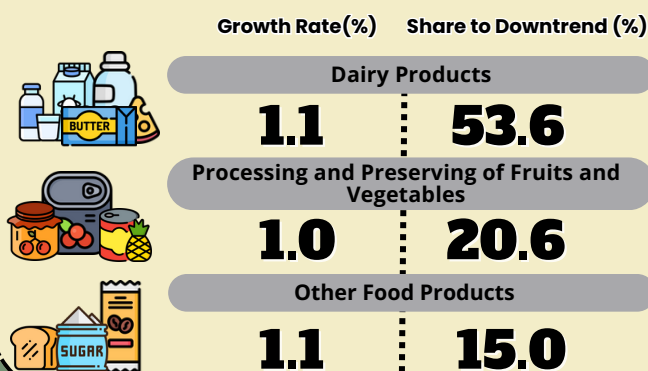 Growth Rate(%) Share to Downtrend (%)
Dairy Products
BUTTER
1.1 53.6
Processing and Preserving of Fruits and
Vegetables
1.0 20.6
Other Food Products
SUGAR
1.1 15.0